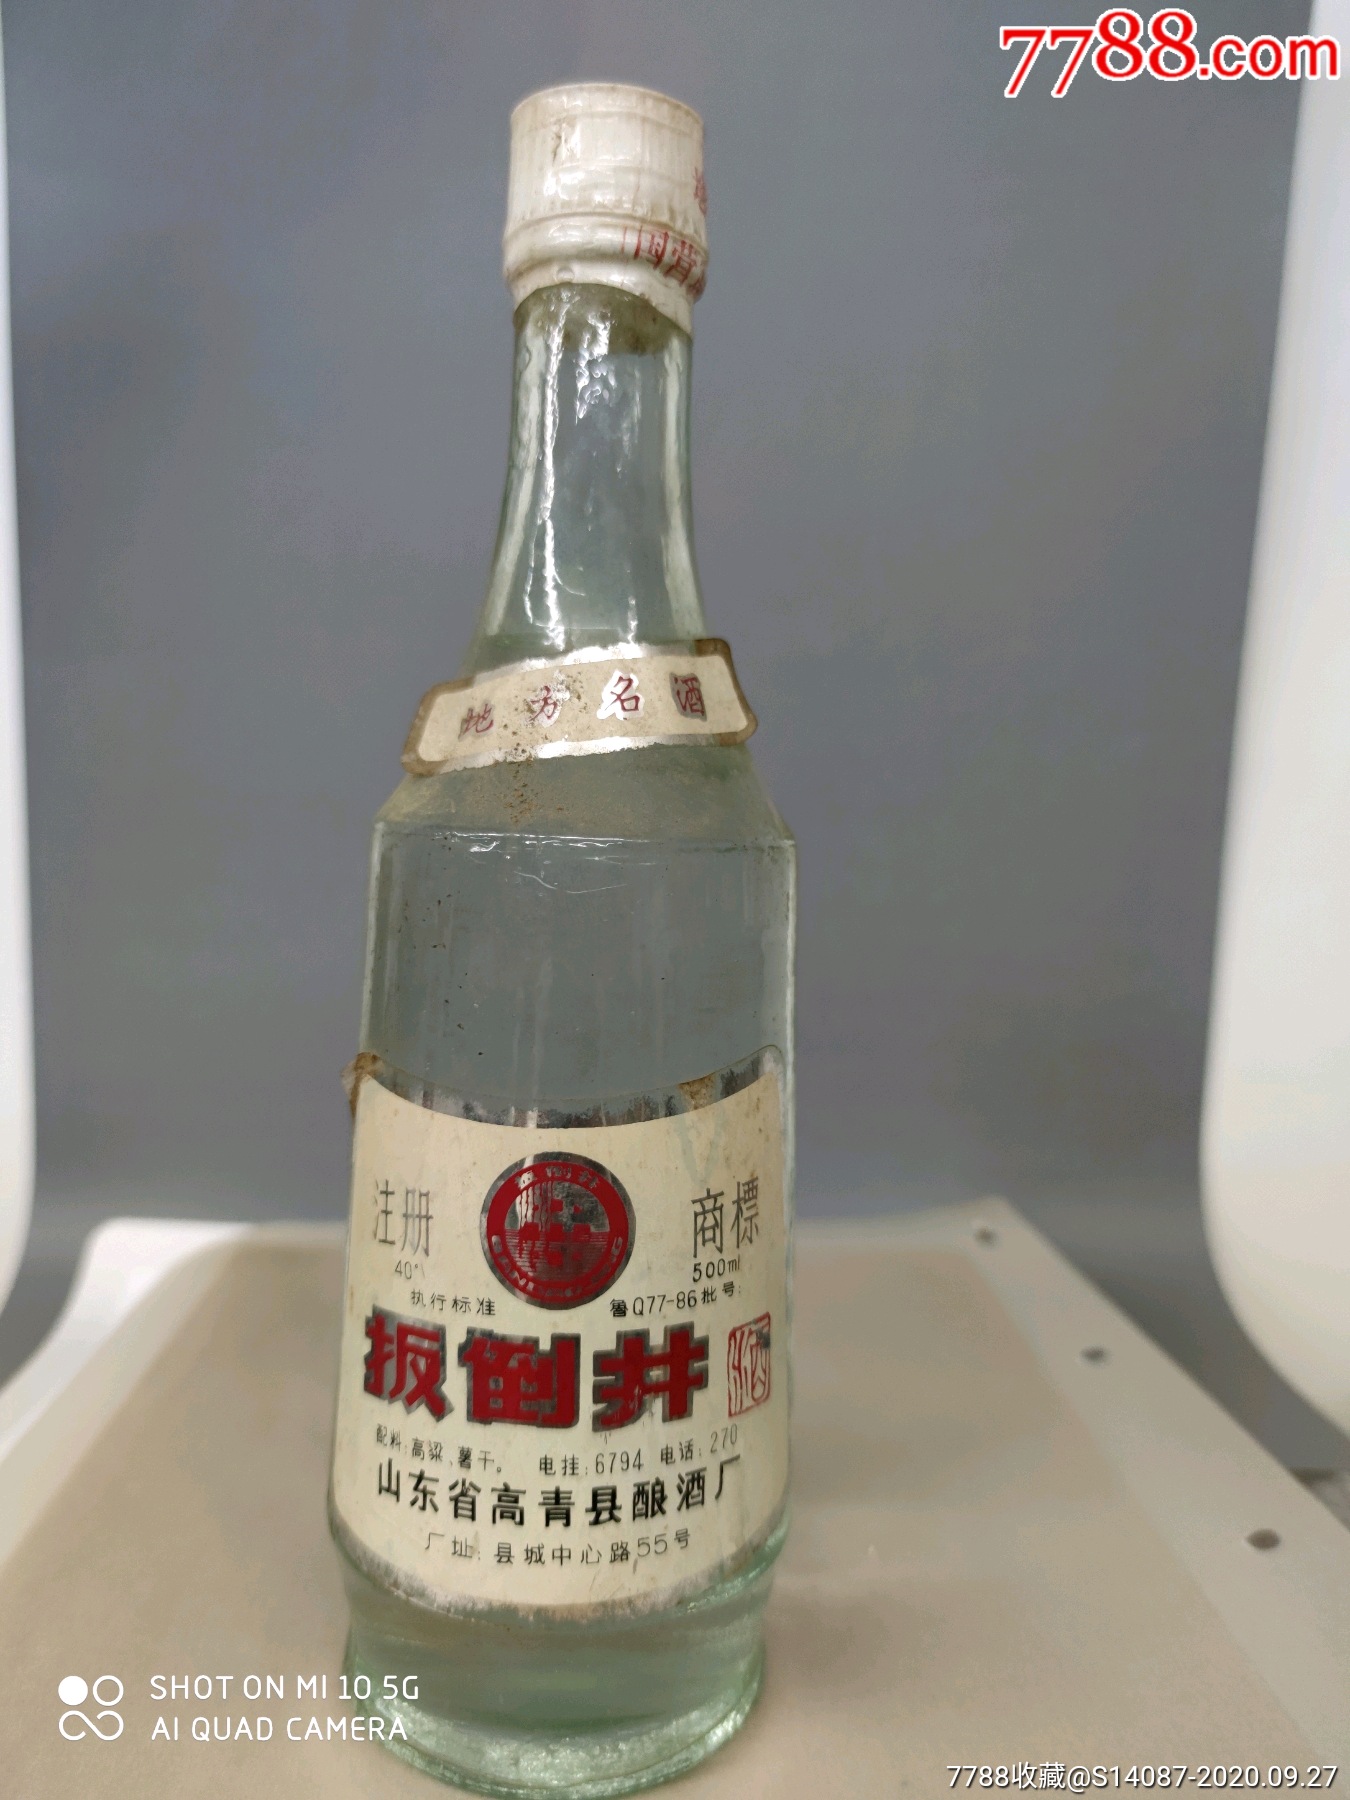 7788.com
国营
地方名酒
注册 商標
40° 500ml
执行标准 鲁Q77-86批号:
扳倒井 酒
配料:高粱、薯干。 电挂:6794 电话:270
山东省高青县酿酒厂
厂址:县城中心路55号
SHOT ON MI 10 5G
AI QUAD CAMERA
7788收藏@S14087-2020.09.27